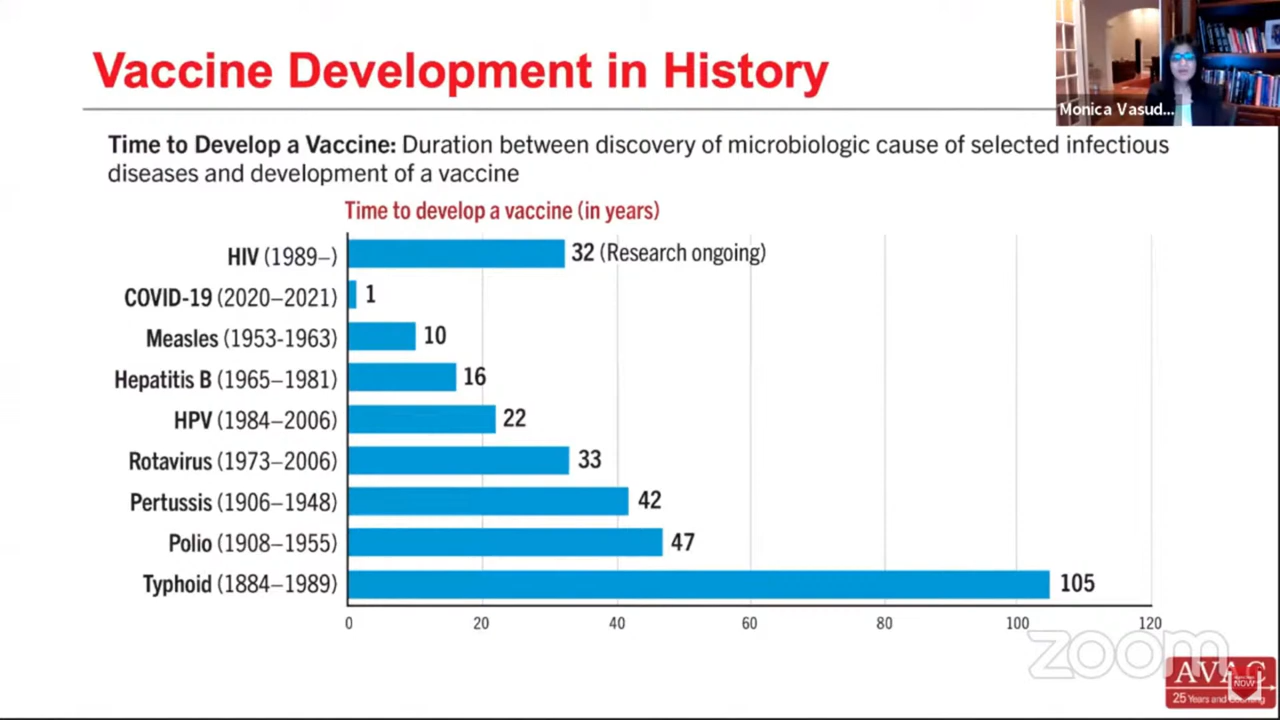 Vaccine Development in History
Monica Vasud...
Time to Develop a Vaccine: Duration between discovery of microbiologic cause of selected infectious
diseases and development of a vaccine
Time to develop a vaccine (in years)
HIV (1989–) 32 (Research ongoing)
COVID-19 (2020–2021) 1
Measles (1953-1963) 10
Hepatitis B (1965–1981) 16
HPV (1984–2006) 22
Rotavirus (1973–2006) 33
Pertussis (1906–1948) 42
Polio (1908–1955) 47
Typhoid (1884–1989) 105
0 20 40 60 80 100 120
zoom
AVAC
NOW
25 Years and Counting